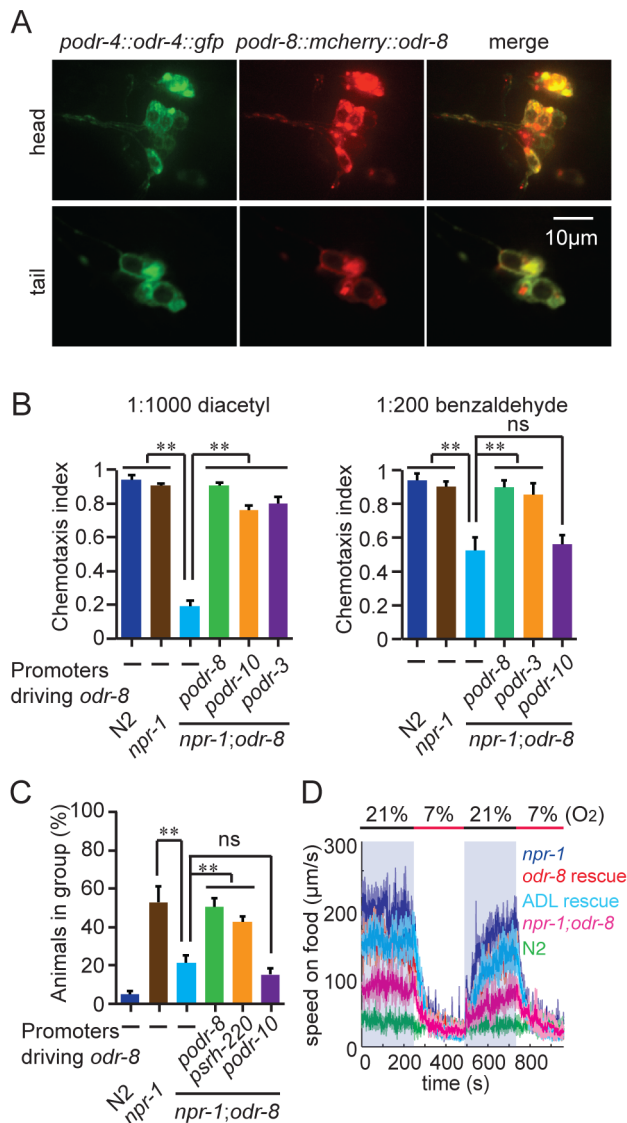 A
podr-4::odr-4::gfp podr-8::mcherry::odr-8 merge
head
tail
10µm
B
1:1000 diacetyl
Chemotaxis index
1
0.8
0.6
0.4
0.2
0
** **
Promoters
driving odr-8
— — —
podr-8
podr-10
podr-3
N2
npr-1
npr-1;odr-8
1:200 benzaldehyde
Chemotaxis index
1
0.8
0.6
0.4
0.2
0
ns
** **
— — —
podr-8
podr-3
podr-10
N2
npr-1
npr-1;odr-8
C
Animals in group (%)
100
80
60
40
20
0
ns
**
**
Promoters
driving odr-8
— — —
podr-8
psrh-220
podr-10
N2
npr-1
npr-1;odr-8
D
21% 7% 21% 7% (O2)
speed on food (µm/s)
300
200
100
0
npr-1
odr-8 rescue
ADL rescue
npr-1;odr-8
N2
0 200 400 600 800
time (s)